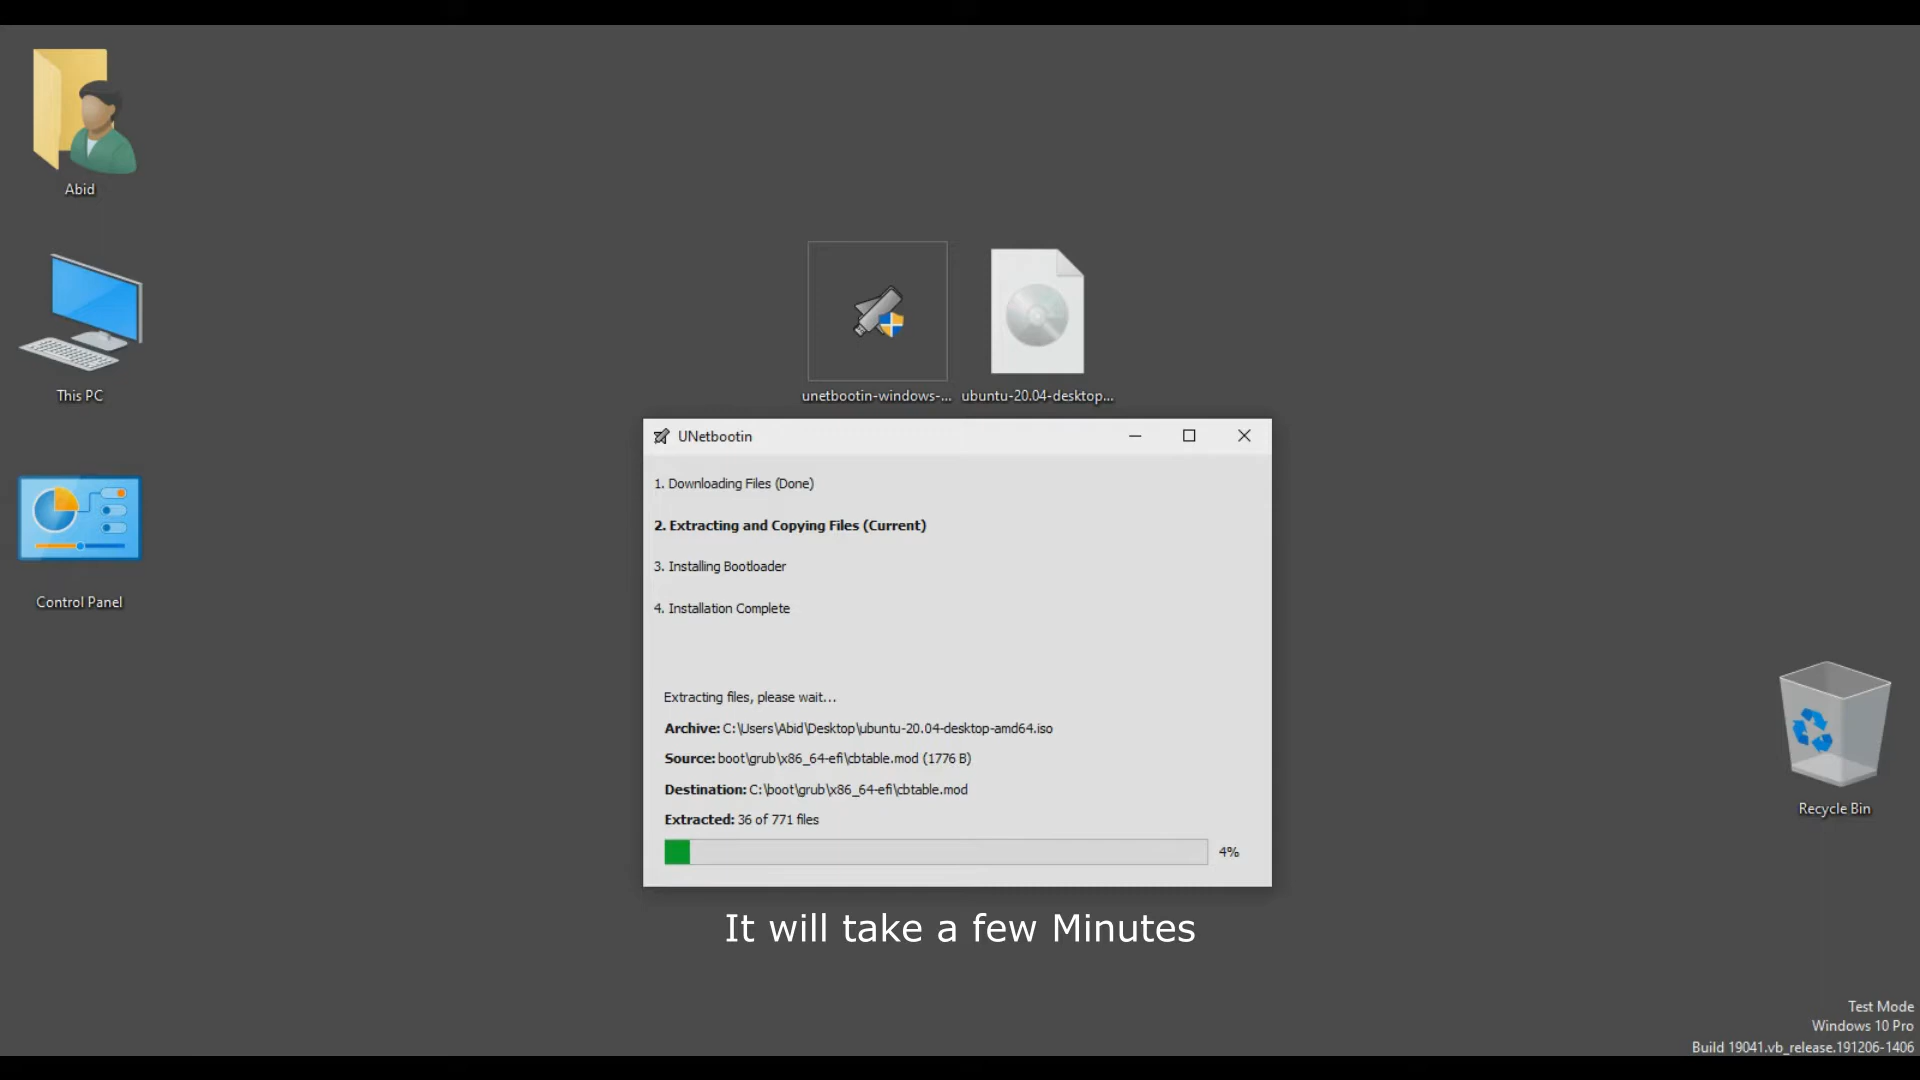 Abid
This PC
Control Panel
unetbootin-windows-...
ubuntu-20.04-desktop...
UNetbootin
1. Downloading Files (Done)
2. Extracting and Copying Files (Current)
3. Installing Bootloader
4. Installation Complete
Extracting files, please wait...
Archive: C:\Users\Abid\Desktop\ubuntu-20.04-desktop-amd64.iso
Source: boot\grub\x86_64-efi\cbtable.mod (1776 B)
Destination: C:\boot\grub\x86_64-efi\cbtable.mod
Extracted: 36 of 771 files
4%
It will take a few Minutes
Recycle Bin
Test Mode
Windows 10 Pro
Build 19041.vb_release.191206-1406